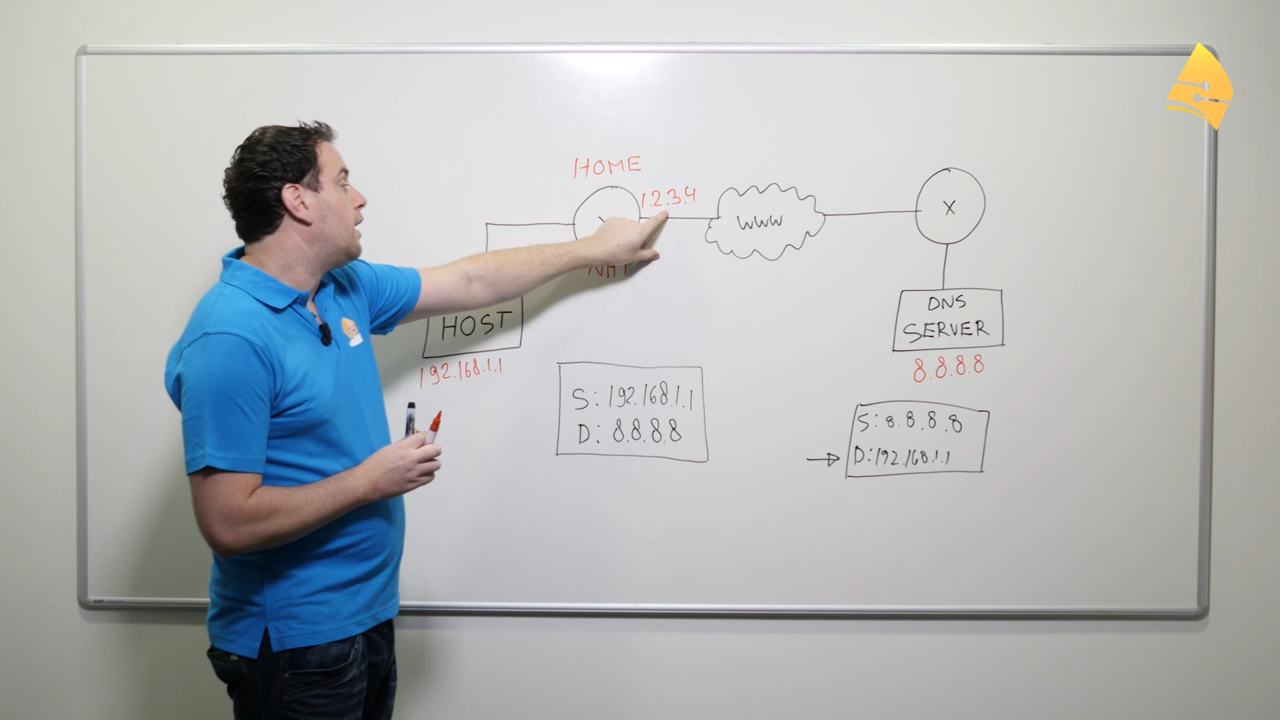 HOME
1.2.3.4
NAT
WWW
X
HOST
192.168.1.1
DNS
SERVER
8.8.8.8
S: 192.168.1.1
D: 8.8.8.8
S: 8.8.8.8
D: 192.168.1.1